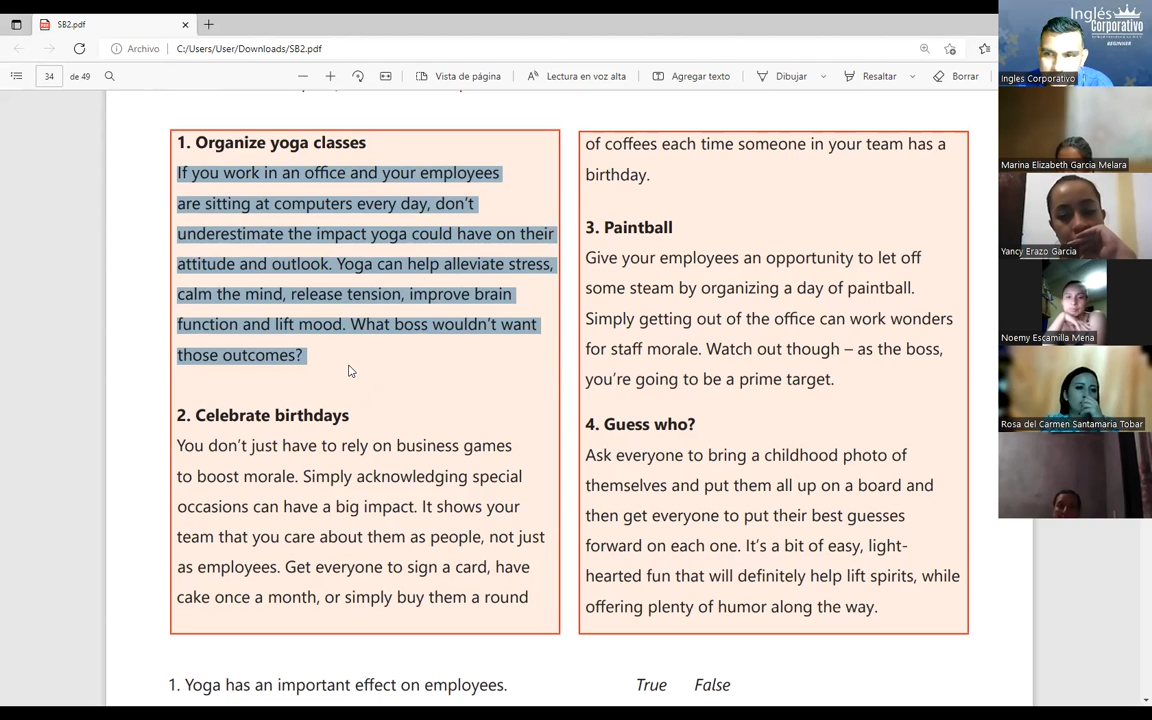 SB2.pdf
Archivo
C:/Users/User/Downloads/SB2.pdf
34
de 49
Vista de página
Lectura en voz alta
Agregar texto
Dibujar
Resaltar
Borrar
1. Organize yoga classes
If you work in an office and your employees
are sitting at computers every day, don't
underestimate the impact yoga could have on their
attitude and outlook. Yoga can help alleviate stress,
calm the mind, release tension, improve brain
function and lift mood. What boss wouldn't want
those outcomes?
2. Celebrate birthdays
You don't just have to rely on business games
to boost morale. Simply acknowledging special
occasions can have a big impact. It shows your
team that you care about them as people, not just
as employees. Get everyone to sign a card, have
cake once a month, or simply buy them a round
of coffees each time someone in your team has a
birthday.
3. Paintball
Give your employees an opportunity to let off
some steam by organizing a day of paintball.
Simply getting out of the office can work wonders
for staff morale. Watch out though – as the boss,
you're going to be a prime target.
4. Guess who?
Ask everyone to bring a childhood photo of
themselves and put them all up on a board and
then get everyone to put their best guesses
forward on each one. It's a bit of easy, light-
hearted fun that will definitely help lift spirits, while
offering plenty of humor along the way.
1. Yoga has an important effect on employees.
True False
Inglés
Corporativo
BEGINNER
Ingles Corporativo
Marina Elizabeth Garcia Melara
Yancy Erazo Garcia
Noemy Escamilla Mena
Rosa del Carmen Santamaria Tobar